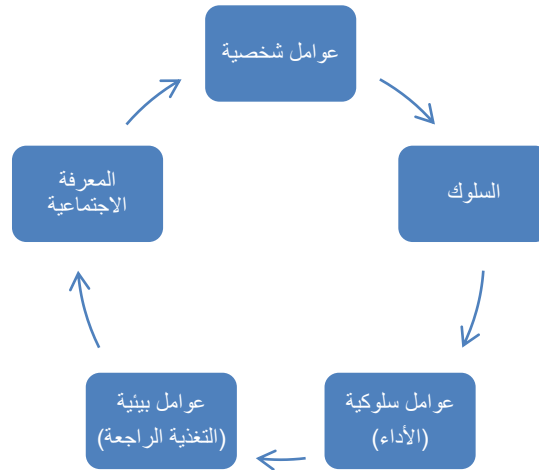 عوامل شخصية
السلوك
عوامل سلوكية
(الأداء)
عوامل بيئية
(التغذية الراجعة)
المعرفة
الاجتماعية